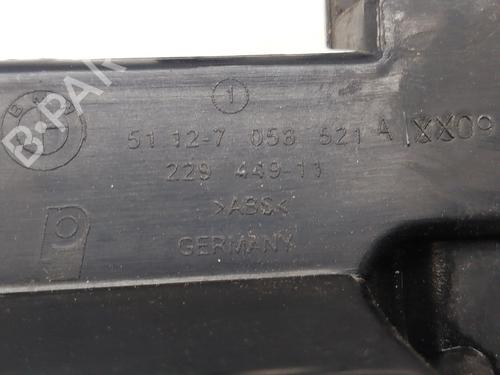 B-PARTS
1
51 12-7 058 521 A XX09
229 449-11
>ABS<
GERMANY